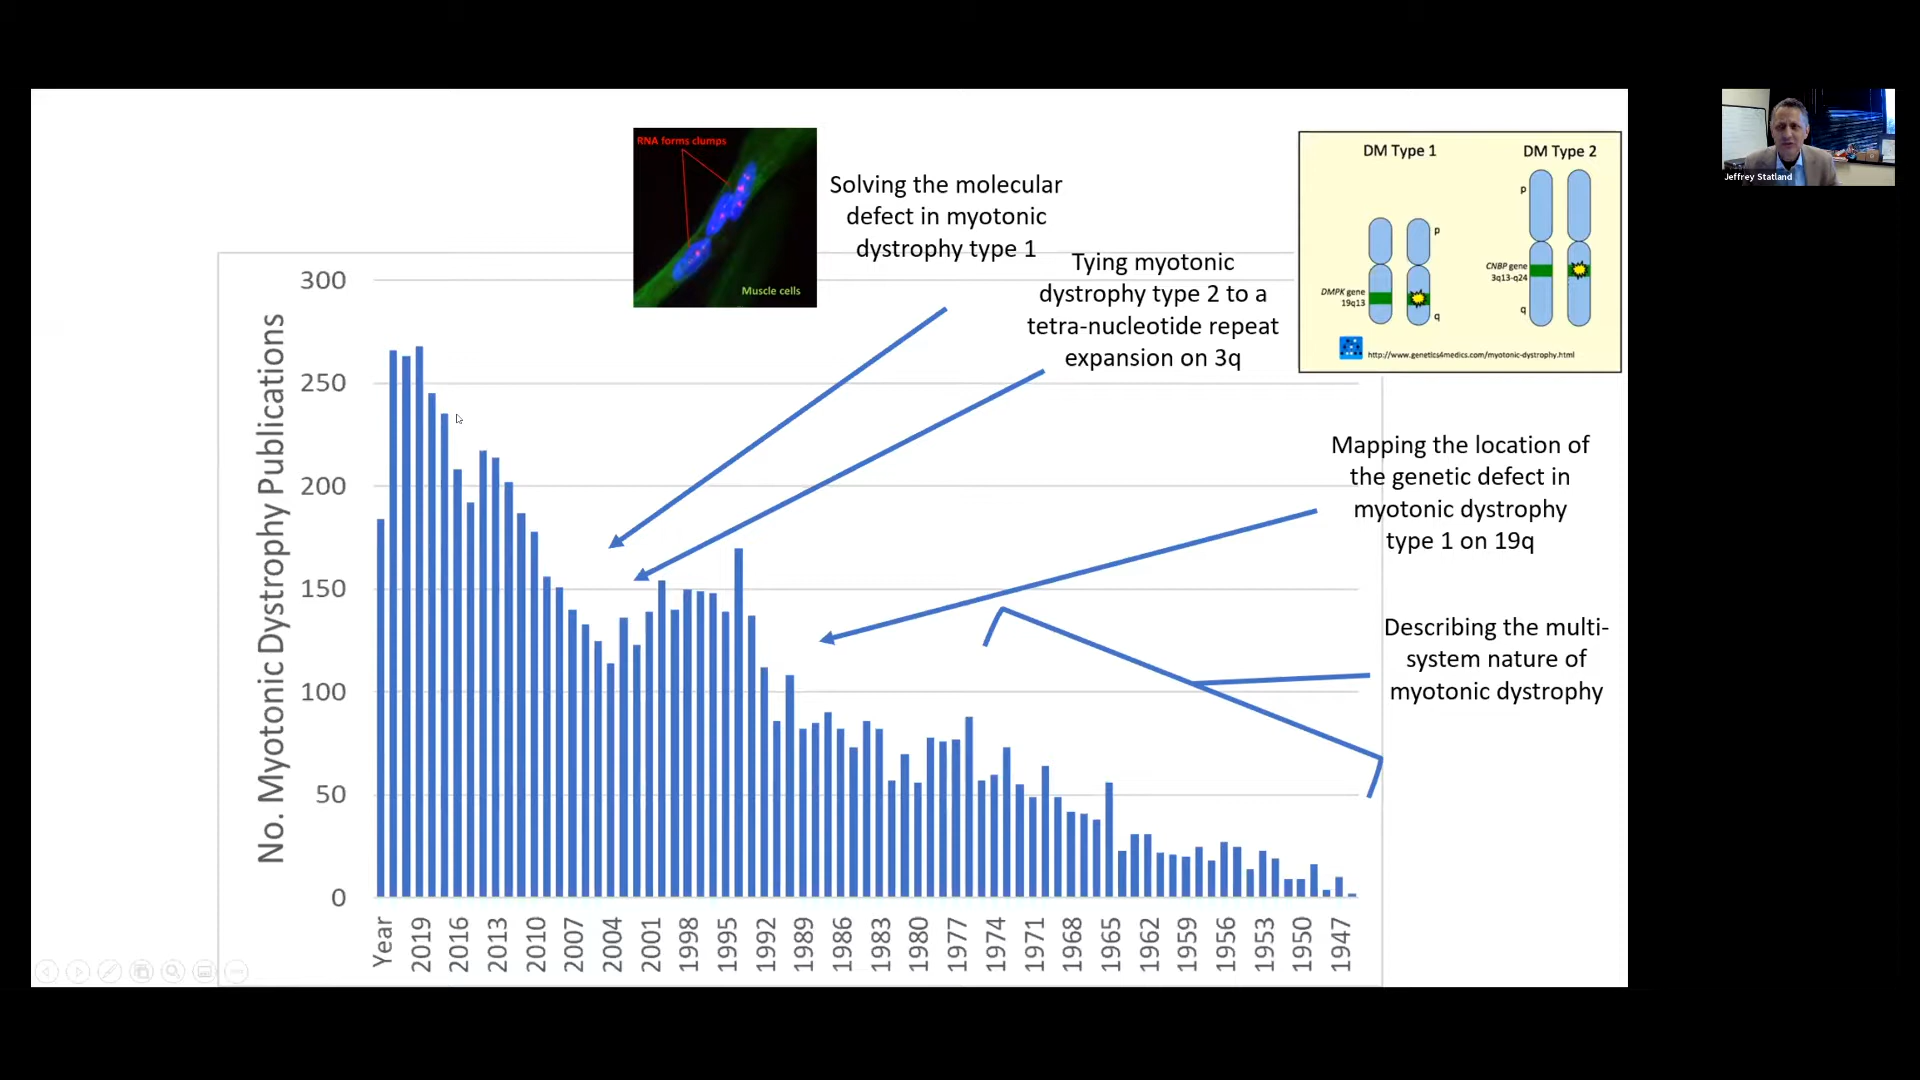 RNA forms clumps
Muscle cells
Solving the molecular
defect in myotonic
dystrophy type 1
Tying myotonic
dystrophy type 2 to a
tetra-nucleotide repeat
expansion on 3q
DM Type 1
DM Type 2
p
p
CNBP gene
3q13-q24
DMPK gene
19q13
q
q
http://www.genetics4medics.com/myotonic-dystrophy.html
Jeffrey Statland
Mapping the location of
the genetic defect in
myotonic dystrophy
type 1 on 19q
Describing the multi-
system nature of
myotonic dystrophy
No. Myotonic Dystrophy Publications
300
250
200
150
100
50
0
Year
2019
2016
2013
2010
2007
2004
2001
1998
1995
1992
1989
1986
1983
1980
1977
1974
1971
1968
1965
1962
1959
1956
1953
1950
1947